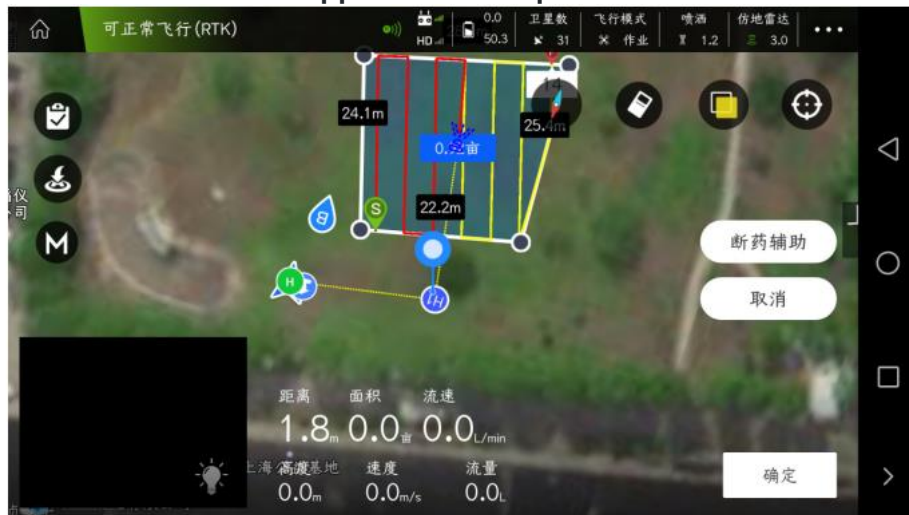 可正常飞行(RTK)
HD
0.0
50.3
卫星数
31
飞行模式
作业
喷洒
1.2
仿地雷达
3.0
24.1m
25.4m
22.2m
B
S
M
H
断药辅助
取消
距离 面积 流速
1.8m 0.0亩 0.0L/min
高度 速度 流量
0.0m 0.0m/s 0.0L
确定